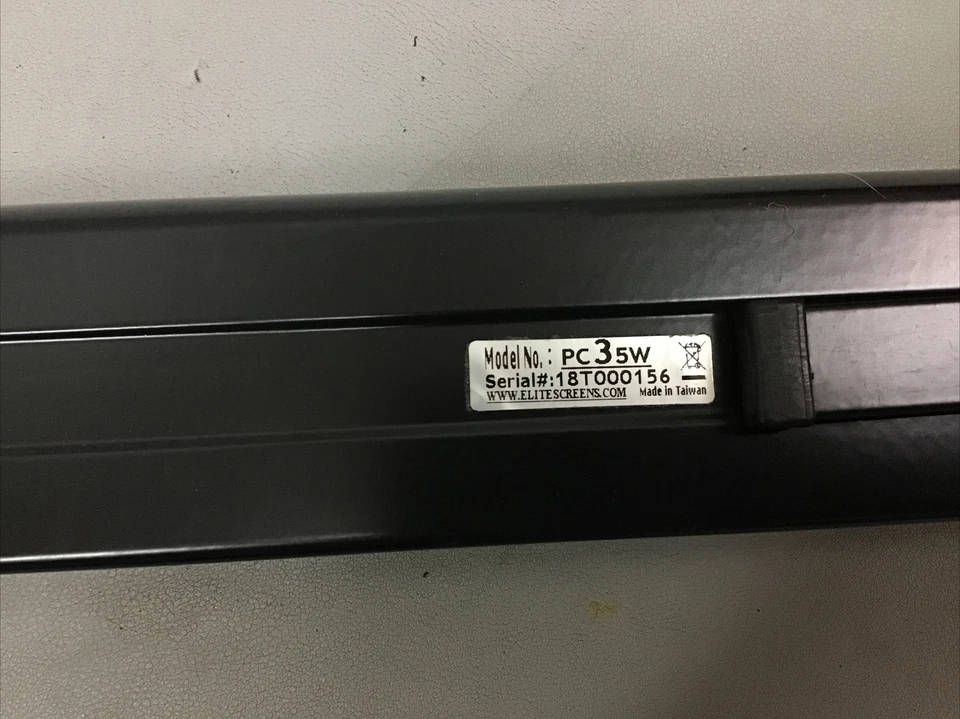 Model No. : PC35W
Serial#:18T000156
WWW.ELITESCREENS.COM Made in Taiwan